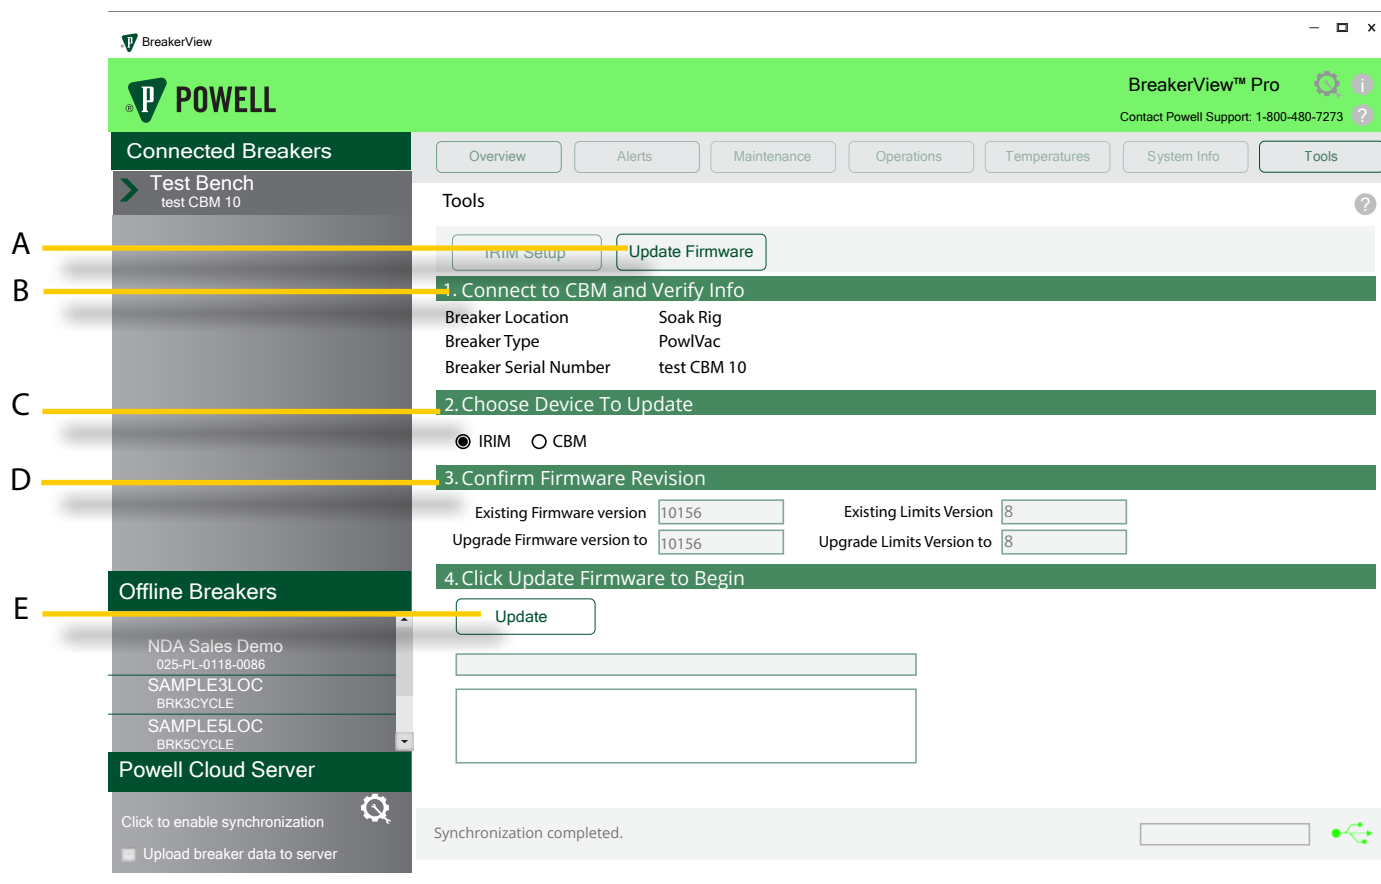 BreakerView
P POWELL
®
BreakerView™ Pro
i
Contact Powell Support: 1-800-480-7273 ?
Connected Breakers
Overview Alerts Maintenance Operations Temperatures System Info Tools
Test Bench
test CBM 10
Tools
?
A
IRIM Setup Update Firmware
B
1. Connect to CBM and Verify Info
Breaker Location Soak Rig
Breaker Type PowlVac
Breaker Serial Number test CBM 10
C
2. Choose Device To Update
IRIM CBM
D
3. Confirm Firmware Revision
Existing Firmware version 10156 Existing Limits Version 8
Upgrade Firmware version to 10156 Upgrade Limits Version to 8
4. Click Update Firmware to Begin
Offline Breakers
E
Update
NDA Sales Demo
025-PL-0118-0086
SAMPLE3LOC
BRK3CYCLE
SAMPLE5LOC
BRK5CYCLE
Powell Cloud Server
Click to enable synchronization
Upload breaker data to server
Synchronization completed.